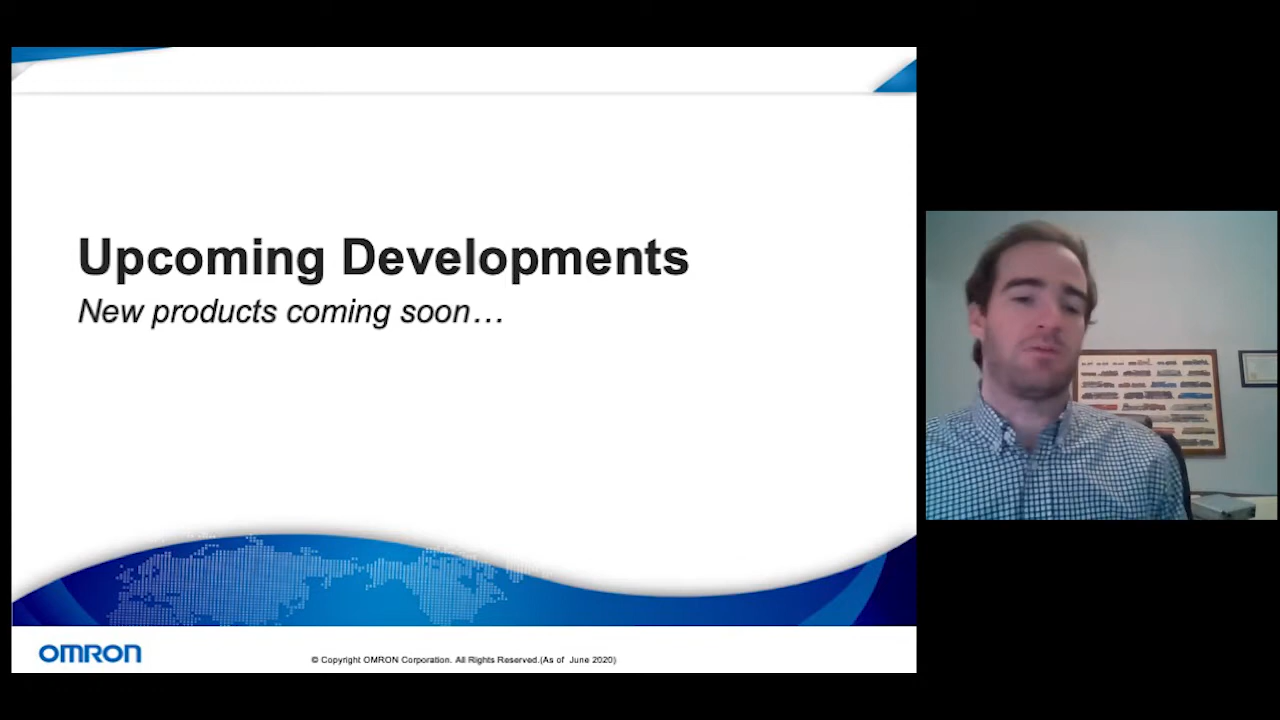 Upcoming Developments
New products coming soon…
OMRON
© Copyright OMRON Corporation. All Rights Reserved.(As of June 2020)